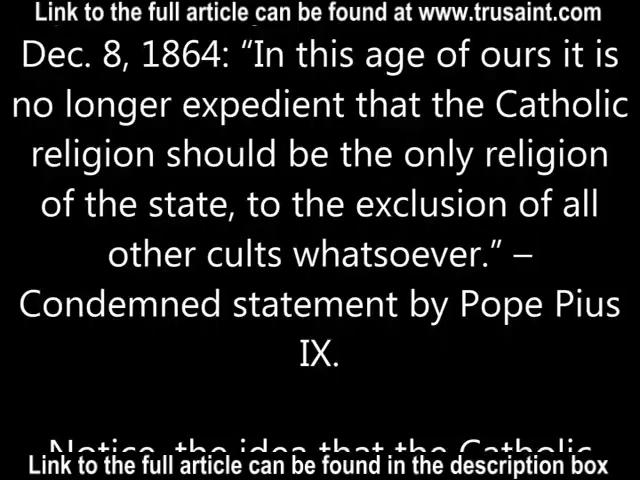 Link to the full article can be found at www.trusaint.com
Dec. 8, 1864: “In this age of ours it is
no longer expedient that the Catholic
religion should be the only religion
of the state, to the exclusion of all
other cults whatsoever.” –
Condemned statement by Pope Pius
IX.
Notice, the idea that the Catholic
Link to the full article can be found in the description box